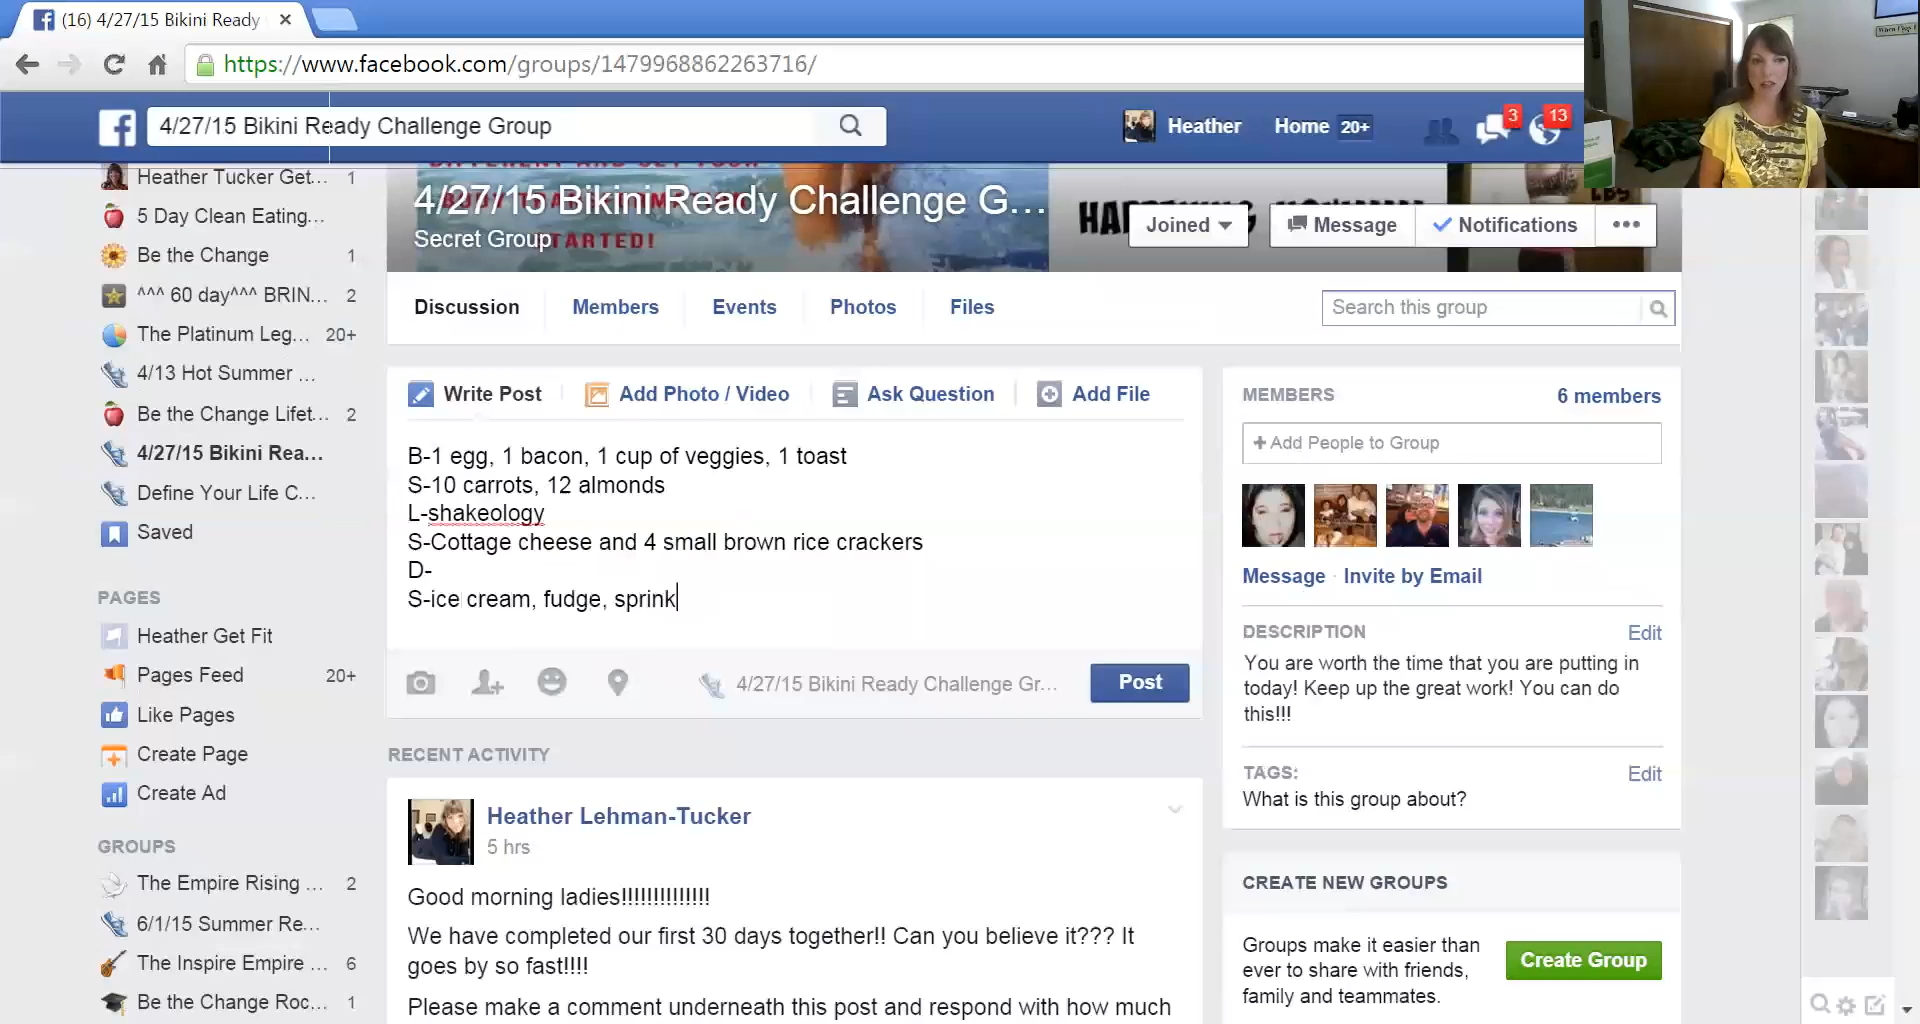 (16) 4/27/15 Bikini Ready
https://www.facebook.com/groups/1479968862263716/
4/27/15 Bikini Ready Challenge Group
Heather
Home 20+
3
13
Heather Tucker Get... 1
5 Day Clean Eating...
Be the Change 1
^^^ 60 day^^^ BRIN... 2
The Platinum Leg... 20+
4/13 Hot Summer ...
Be the Change Lifet... 2
4/27/15 Bikini Rea...
Define Your Life C...
Saved
PAGES
Heather Get Fit
Pages Feed 20+
Like Pages
Create Page
Create Ad
GROUPS
The Empire Rising ... 2
6/1/15 Summer Re...
The Inspire Empire ... 6
Be the Change Roc... 1
DIFFERENT AND GET YOUR
4/27/15 Bikini Ready Challenge G...
Secret Group
STARTED!
LBS
Joined
Message
Notifications
Discussion
Members
Events
Photos
Files
Search this group
Write Post
Add Photo / Video
Ask Question
Add File
B-1 egg, 1 bacon, 1 cup of veggies, 1 toast
S-10 carrots, 12 almonds
L-shakeology
S-Cottage cheese and 4 small brown rice crackers
D-
S-ice cream, fudge, sprink
4/27/15 Bikini Ready Challenge Gr...
Post
RECENT ACTIVITY
Heather Lehman-Tucker
5 hrs
Good morning ladies!!!!!!!!!!!!!!
We have completed our first 30 days together!! Can you believe it??? It
goes by so fast!!!!
Please make a comment underneath this post and respond with how much
MEMBERS
6 members
+ Add People to Group
Message · Invite by Email
DESCRIPTION
Edit
You are worth the time that you are putting in
today! Keep up the great work! You can do
this!!!
TAGS:
Edit
What is this group about?
CREATE NEW GROUPS
Groups make it easier than
ever to share with friends,
family and teammates.
Create Group